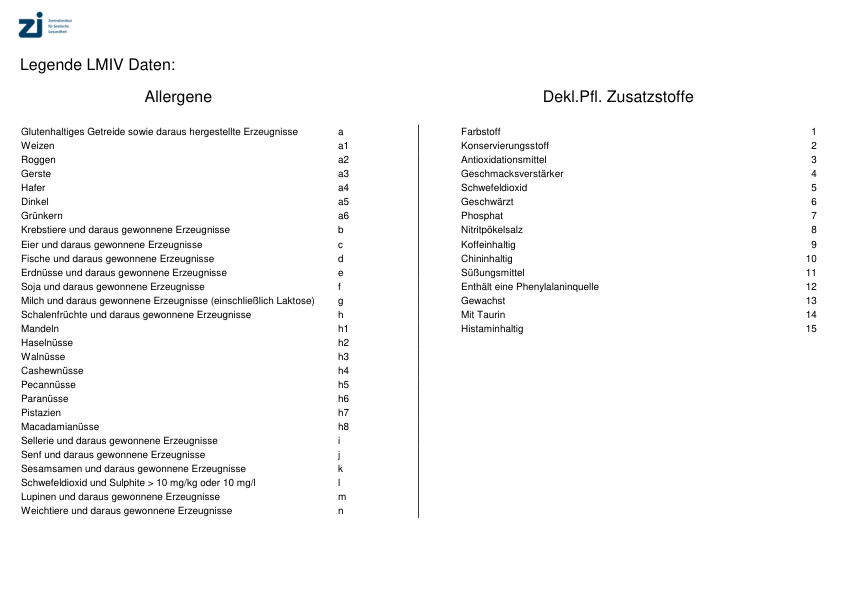 zi Zentralinstitut
für Seelische
Gesundheit
Legende LMIV Daten:
Allergene
Glutenhaltiges Getreide sowie daraus hergestellte Erzeugnisse a
Weizen a1
Roggen a2
Gerste a3
Hafer a4
Dinkel a5
Grünkern a6
Krebstiere und daraus gewonnene Erzeugnisse b
Eier und daraus gewonnene Erzeugnisse c
Fische und daraus gewonnene Erzeugnisse d
Erdnüsse und daraus gewonnene Erzeugnisse e
Soja und daraus gewonnene Erzeugnisse f
Milch und daraus gewonnene Erzeugnisse (einschließlich Laktose) g
Schalenfrüchte und daraus gewonnene Erzeugnisse h
Mandeln h1
Haselnüsse h2
Walnüsse h3
Cashewnüsse h4
Pecannüsse h5
Paranüsse h6
Pistazien h7
Macadamianüsse h8
Sellerie und daraus gewonnene Erzeugnisse i
Senf und daraus gewonnene Erzeugnisse j
Sesamsamen und daraus gewonnene Erzeugnisse k
Schwefeldioxid und Sulphite > 10 mg/kg oder 10 mg/l l
Lupinen und daraus gewonnene Erzeugnisse m
Weichtiere und daraus gewonnene Erzeugnisse n
Dekl.Pfl. Zusatzstoffe
Farbstoff 1
Konservierungsstoff 2
Antioxidationsmittel 3
Geschmacksverstärker 4
Schwefeldioxid 5
Geschwärzt 6
Phosphat 7
Nitritpökelsalz 8
Koffeinhaltig 9
Chininhaltig 10
Süßungsmittel 11
Enthält eine Phenylalaninquelle 12
Gewachst 13
Mit Taurin 14
Histaminhaltig 15